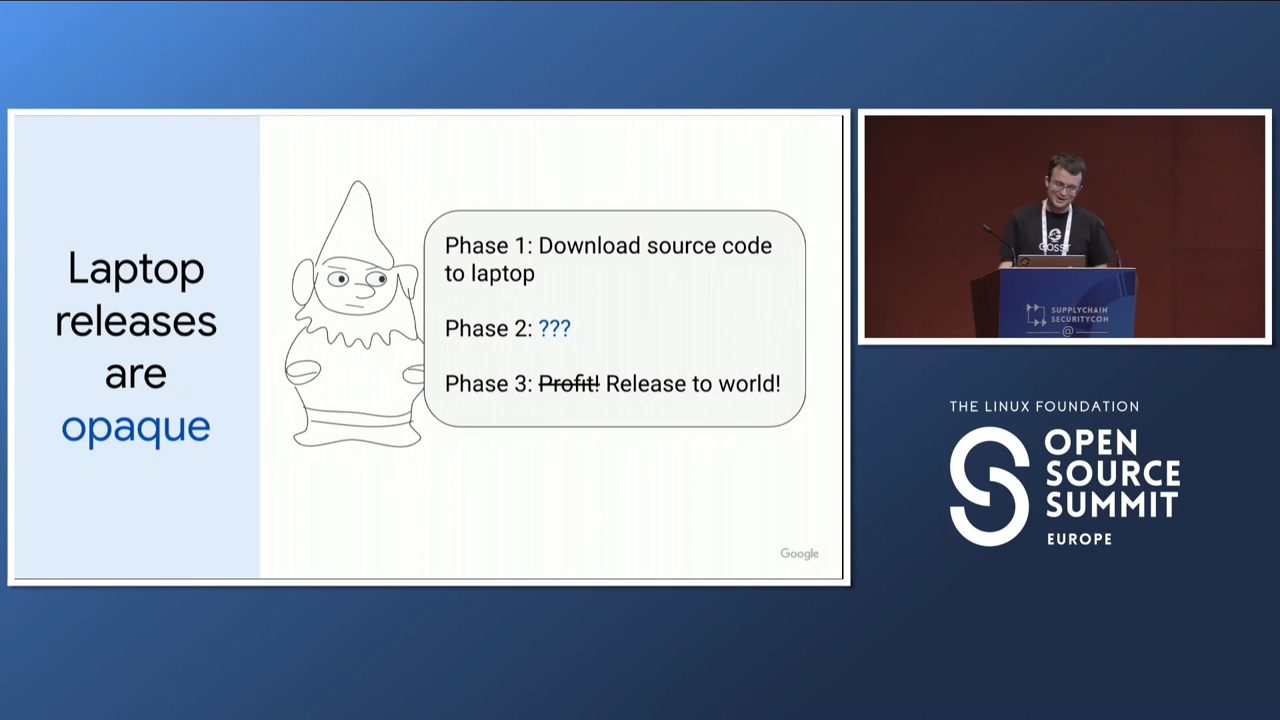 Laptop
releases
are
opaque
Phase 1: Download source code
to laptop
Phase 2: ???
Phase 3: Profit! Release to world!
Google
GOSST
SUPPLYCHAIN
SECURITYCON
@
THE LINUX FOUNDATION
OPEN
SOURCE
SUMMIT
EUROPE